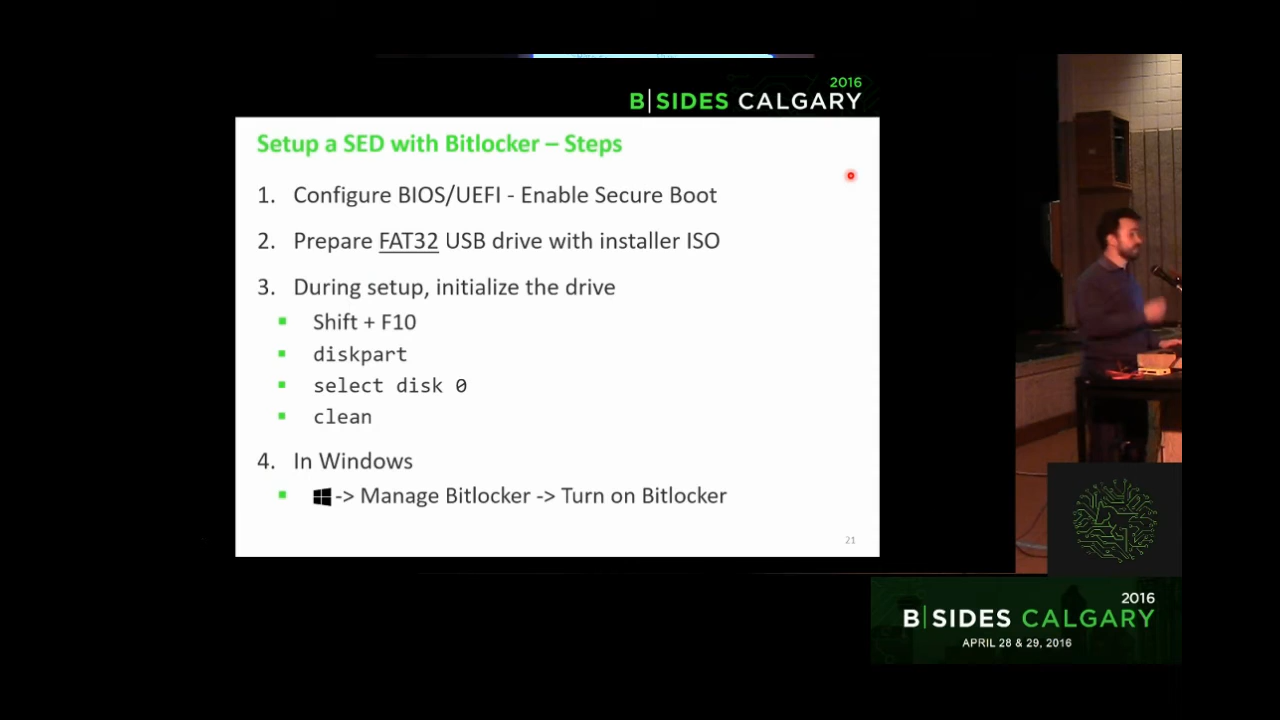 2016
B|SIDES CALGARY
Setup a SED with Bitlocker – Steps
1. Configure BIOS/UEFI - Enable Secure Boot
2. Prepare FAT32 USB drive with installer ISO
3. During setup, initialize the drive
Shift + F10
diskpart
select disk 0
clean
4. In Windows
-> Manage Bitlocker -> Turn on Bitlocker
21
2016
B|SIDES CALGARY
APRIL 28 & 29, 2016